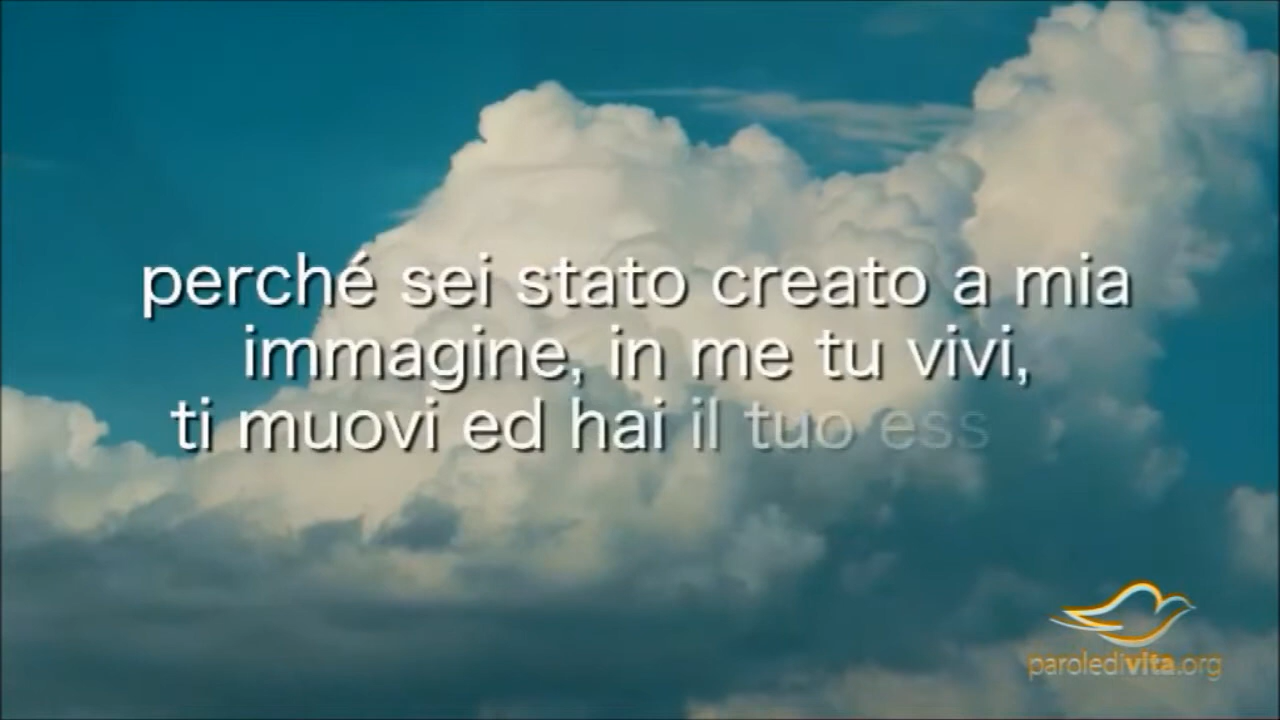 perché sei stato creato a mia
immagine, in me tu vivi,
ti muovi ed hai il tuo ess
paroledivita.org